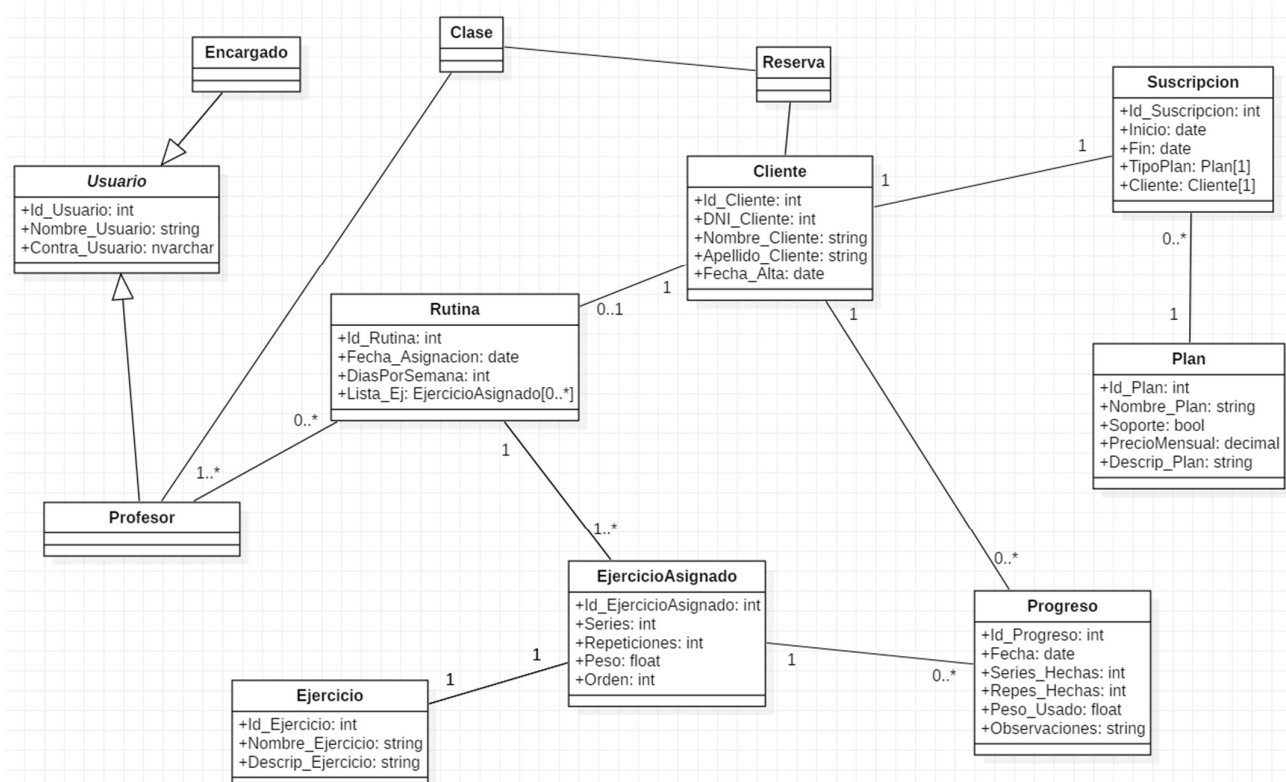 Encargado
Clase
Reserva
Suscripcion
+Id_Suscripcion: int
+Inicio: date
+Fin: date
+TipoPlan: Plan[1]
+Cliente: Cliente[1]
Usuario
+Id_Usuario: int
+Nombre_Usuario: string
+Contra_Usuario: nvarchar
Cliente
+Id_Cliente: int
+DNI_Cliente: int
+Nombre_Cliente: string
+Apellido_Cliente: string
+Fecha_Alta: date
1
1
0..*
1
Rutina
+Id_Rutina: int
+Fecha_Asignacion: date
+DiasPorSemana: int
+Lista_Ej: EjercicioAsignado[0..*]
0..1
1
1
0..*
Plan
+Id_Plan: int
+Nombre_Plan: string
+Soporte: bool
+PrecioMensual: decimal
+Descrip_Plan: string
0..*
1..*
Profesor
1
1..*
EjercicioAsignado
+Id_EjercicioAsignado: int
+Series: int
+Repeticiones: int
+Peso: float
+Orden: int
1
0..*
Progreso
+Id_Progreso: int
+Fecha: date
+Series_Hechas: int
+Repes_Hechas: int
+Peso_Usado: float
+Observaciones: string
1
1
Ejercicio
+Id_Ejercicio: int
+Nombre_Ejercicio: string
+Descrip_Ejercicio: string